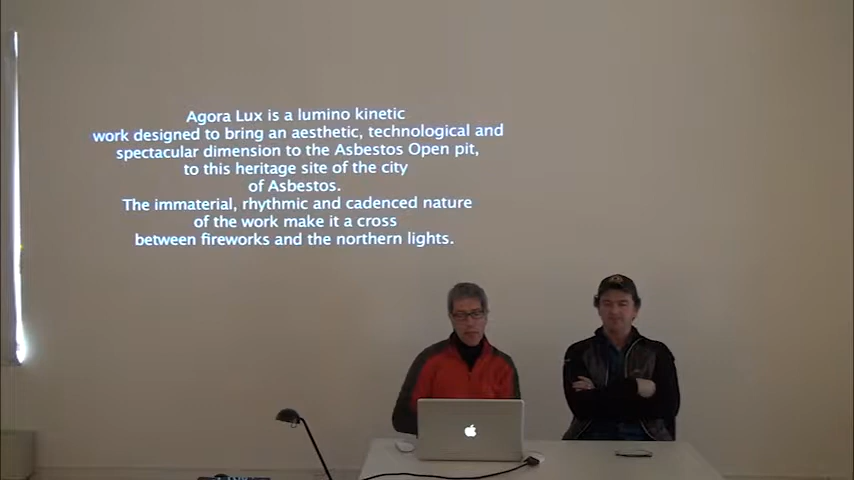 Agora Lux is a lumino kinetic
work designed to bring an aesthetic, technological and
spectacular dimension to the Asbestos Open pit,
to this heritage site of the city
of Asbestos.
The immaterial, rhythmic and cadenced nature
of the work make it a cross
between fireworks and the northern lights.